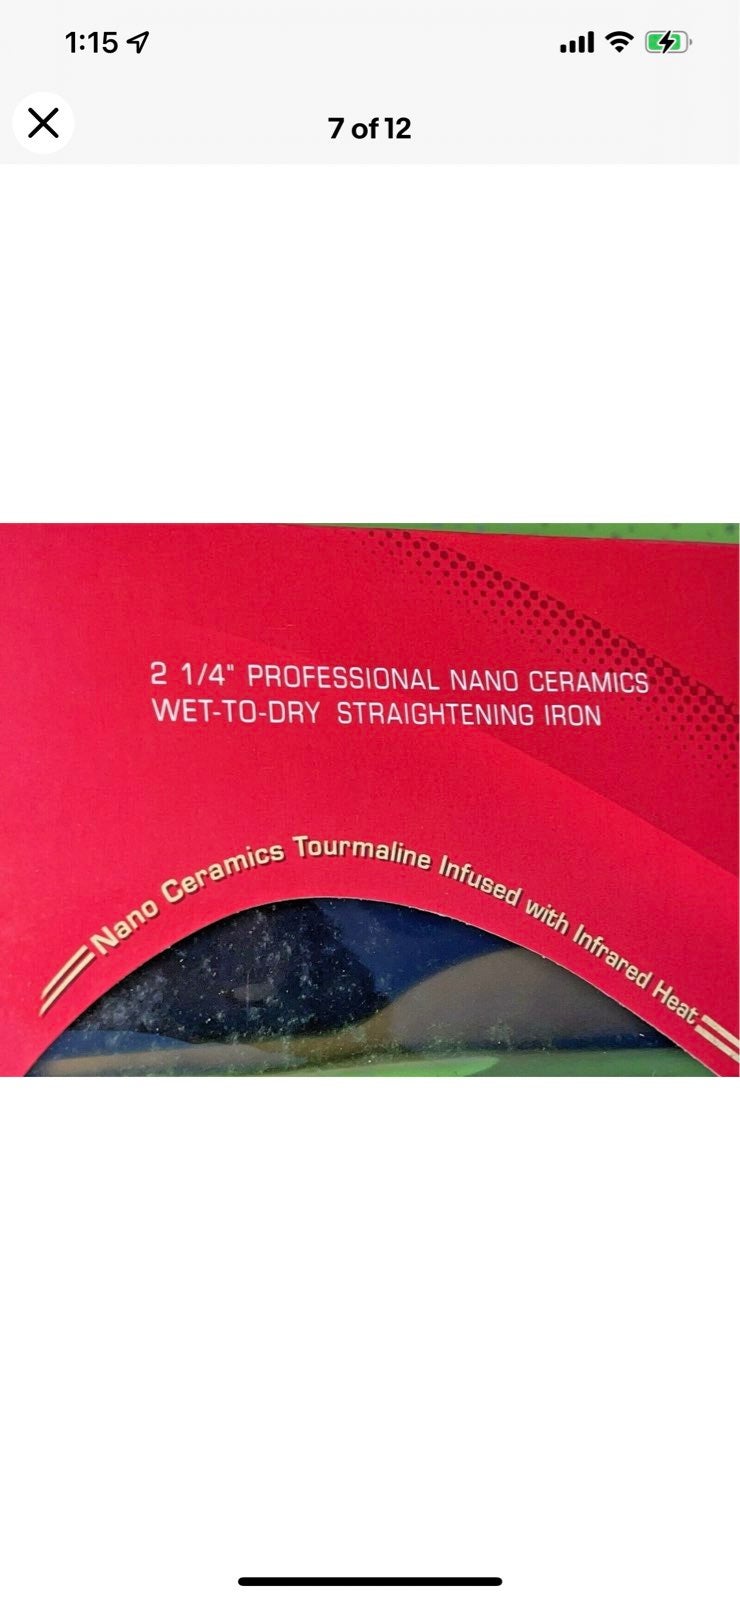 1:15
7 of 12
2 1/4" PROFESSIONAL NANO CERAMICS
WET-TO-DRY STRAIGHTENING IRON
Nano Ceramics Tourmaline Infused with Infrared Heat